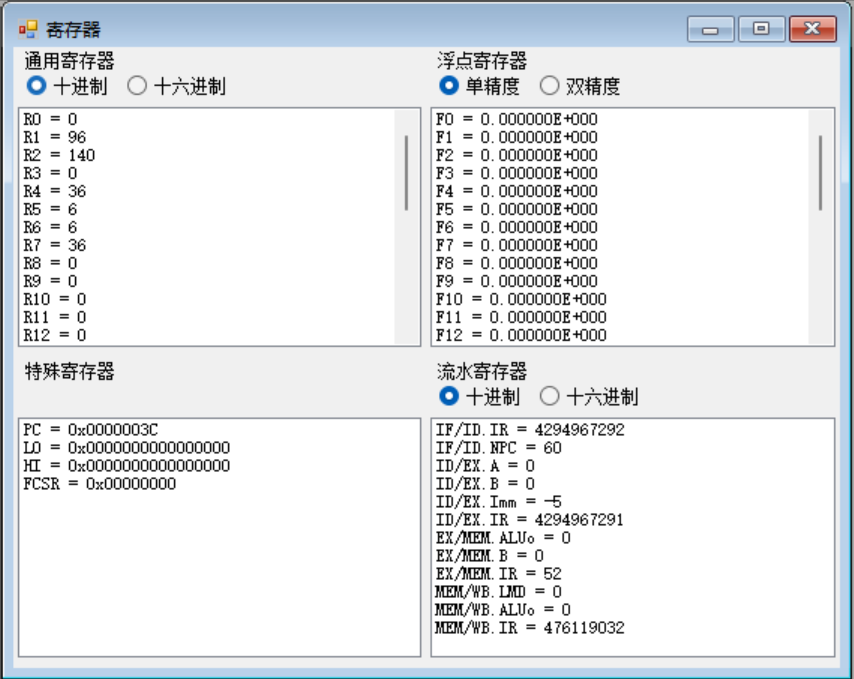 寄存器
通用寄存器
十进制 十六进制
R0 = 0
R1 = 96
R2 = 140
R3 = 0
R4 = 36
R5 = 6
R6 = 6
R7 = 36
R8 = 0
R9 = 0
R10 = 0
R11 = 0
R12 = 0
浮点寄存器
单精度 双精度
F0 = 0.000000E+000
F1 = 0.000000E+000
F2 = 0.000000E+000
F3 = 0.000000E+000
F4 = 0.000000E+000
F5 = 0.000000E+000
F6 = 0.000000E+000
F7 = 0.000000E+000
F8 = 0.000000E+000
F9 = 0.000000E+000
F10 = 0.000000E+000
F11 = 0.000000E+000
F12 = 0.000000E+000
特殊寄存器
PC = 0x0000003C
LO = 0x0000000000000000
HI = 0x0000000000000000
FCSR = 0x00000000
流水寄存器
十进制 十六进制
IF/ID.IR = 4294967292
IF/ID.NPC = 60
ID/EX.A = 0
ID/EX.B = 0
ID/EX.Imm = -5
ID/EX.IR = 4294967291
EX/MEM.ALUo = 0
EX/MEM.B = 0
EX/MEM.IR = 52
MEM/WB.LMD = 0
MEM/WB.ALUo = 0
MEM/WB.IR = 476119032